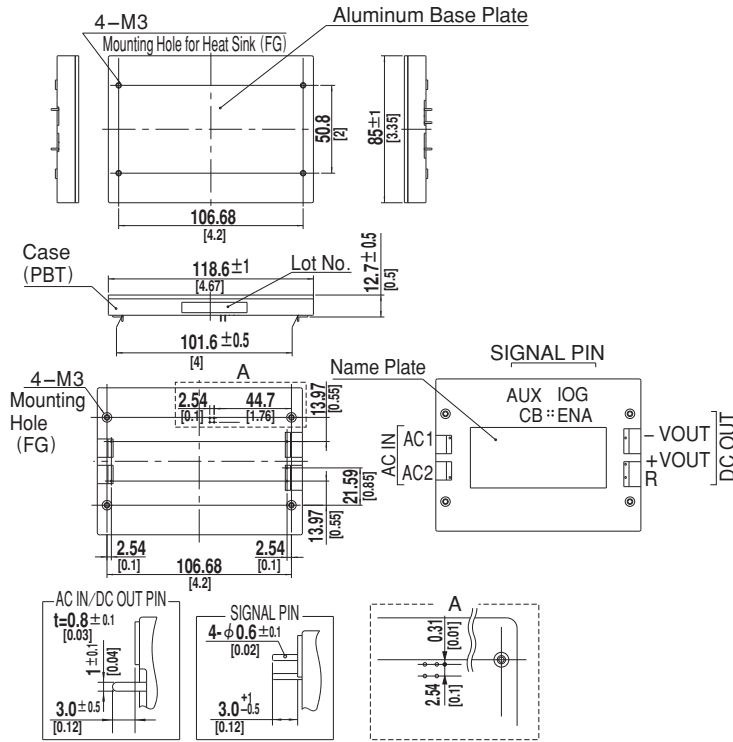 4-M3
Mounting Hole for Heat Sink (FG)
Aluminum Base Plate
50.8
[2]
85±1
[3.35]
106.68
[4.2]
Case
(PBT)
118.6±1
[4.67]
Lot No.
12.7±0.5
[0.5]
101.6±0.5
[4]
4-M3
Mounting
Hole
(FG)
A
2.54
[0.1]
44.7
[1.76]
13.97
[0.55]
21.59
[0.85]
13.97
[0.55]
2.54
[0.1]
2.54
[0.1]
106.68
[4.2]
Name Plate
SIGNAL PIN
AUX IOG
CB ENA
AC IN
AC1
AC2
-VOUT
+VOUT
R
DC OUT
AC IN/DC OUT PIN
t=0.8±0.1
[0.03]
1±0.1
[0.04]
3.0±0.5
[0.12]
SIGNAL PIN
4-ϕ0.6±0.1
[0.02]
3.0 +1 -0.5
[0.12]
A
0.31
[0.01]
2.54
[0.1]